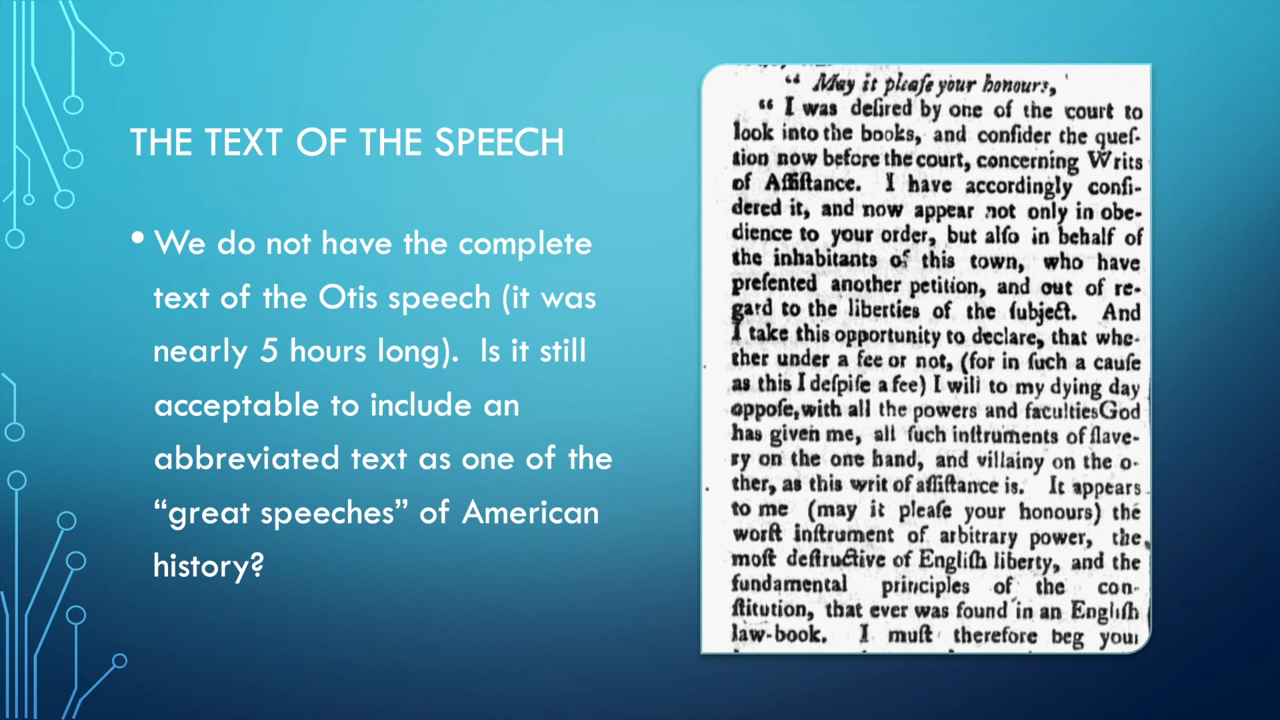 THE TEXT OF THE SPEECH
• We do not have the complete
text of the Otis speech (it was
nearly 5 hours long).  Is it still
acceptable to include an
abbreviated text as one of the
“great speeches” of American
history?
“ May it pleaſe your honours,
“ I was deſired by one of the court to
look into the books, and conſider the queſ-
tion now before the court, concerning Writs
of Aſſiſtance. I have accordingly conſi-
dered it, and now appear not only in obe-
dience to your order, but alſo in behalf of
the inhabitants of this town, who have
preſented another petition, and out of re-
gard to the liberties of the ſubject. And
I take this opportunity to declare, that whe-
ther under a fee or not, (for in ſuch a cauſe
as this I deſpiſe a fee) I will to my dying day
oppoſe, with all the powers and faculties God
has given me, all ſuch inſtruments of ſlave-
ry on the one hand, and villainy on the o-
ther, as this writ of aſſiſtance is. It appears
to me (may it pleaſe your honours) the
worſt inſtrument of arbitrary power, the
moſt deſtructive of Engliſh liberty, and the
fundamental principles of the con-
ſtitution, that ever was found in an Engliſh
law-book. I muſt therefore beg your